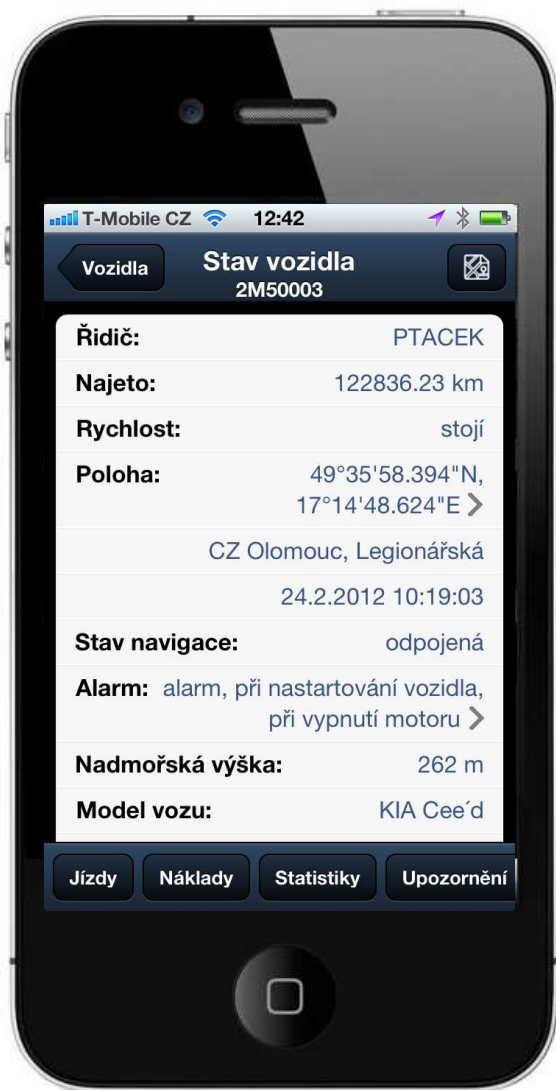 T-Mobile CZ 12:42
Vozidla
Stav vozidla
2M50003
Řidič: PTACEK
Najeto: 122836.23 km
Rychlost: stojí
Poloha: 49°35'58.394"N,
17°14'48.624"E
CZ Olomouc, Legionářská
24.2.2012 10:19:03
Stav navigace: odpojená
Alarm: alarm, při nastartování vozidla,
při vypnutí motoru
Nadmořská výška: 262 m
Model vozu: KIA Cee´d
Jízdy Náklady Statistiky Upozornění